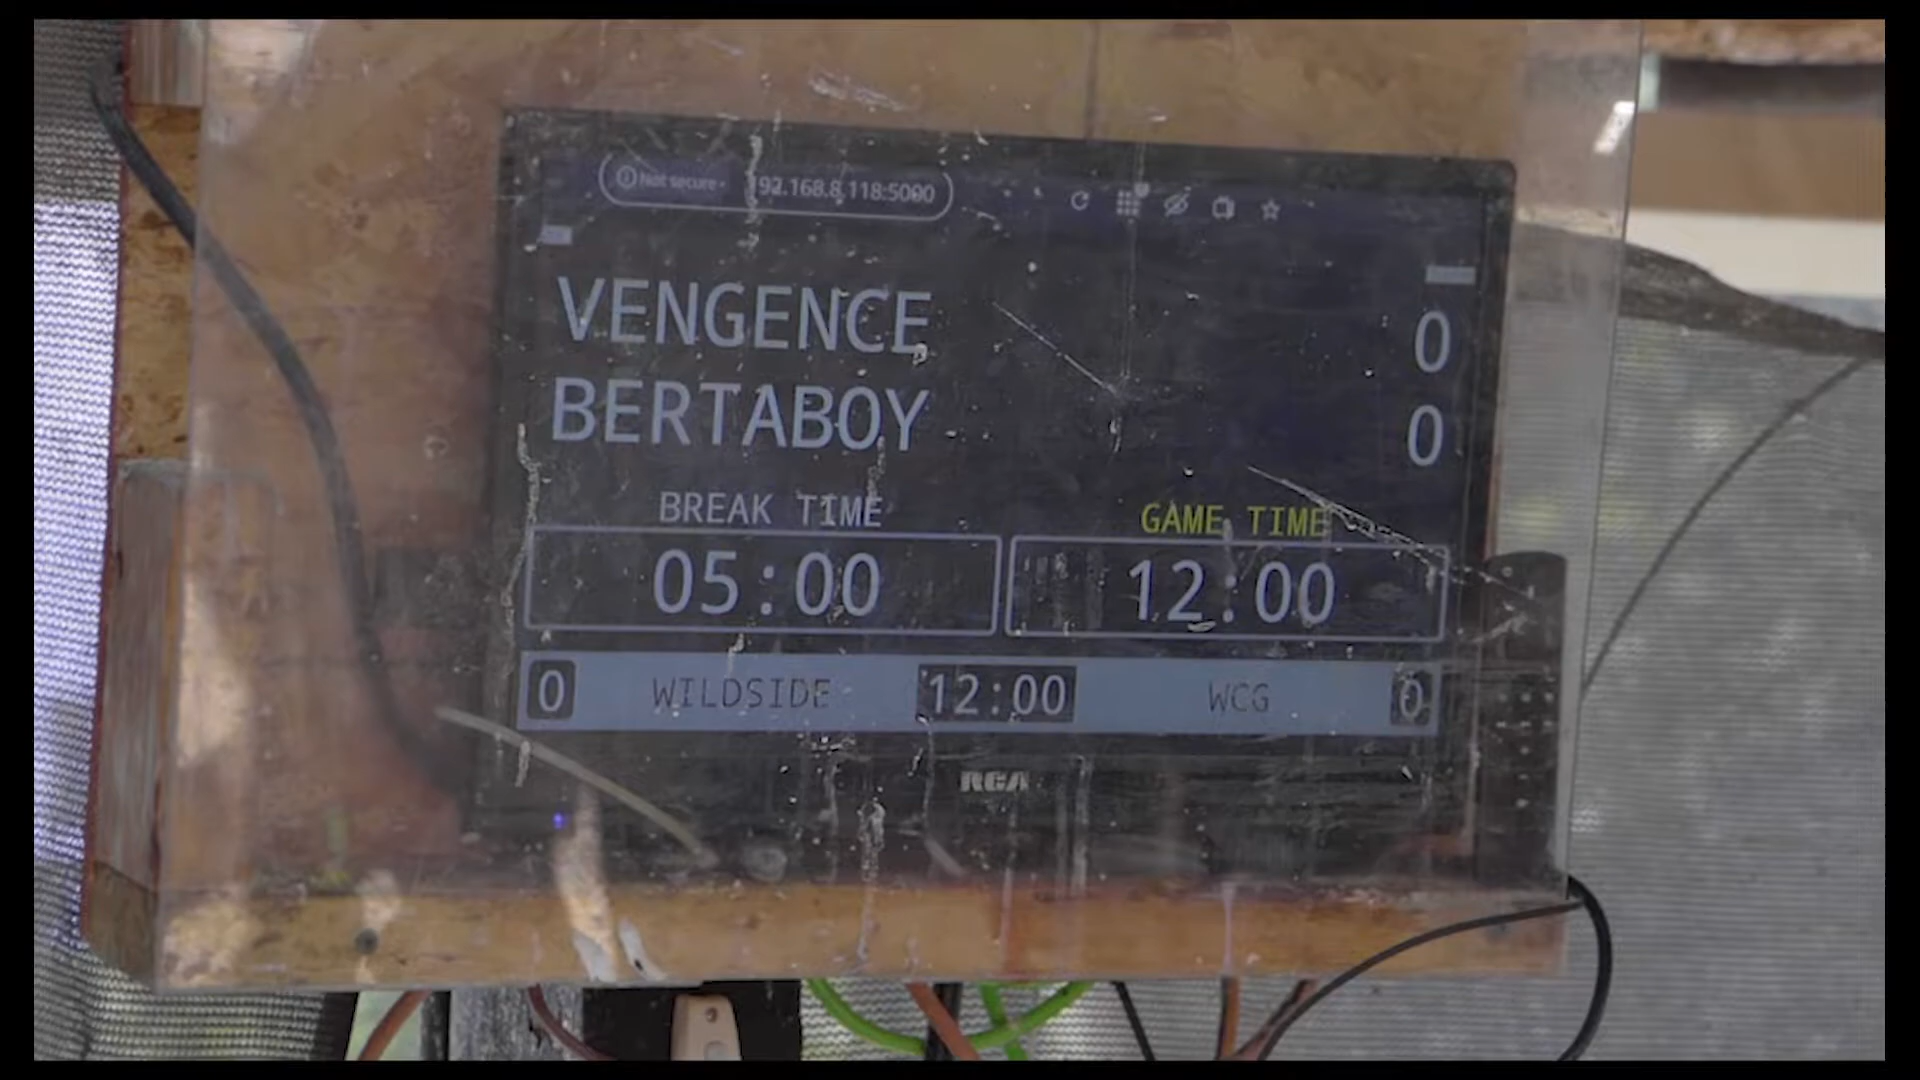 Not secure 192.168.8.118:5000
VENGENCE 0
BERTABOY 0
BREAK TIME GAME TIME
05:00 12:00
0 WILDSIDE 12:00 WCG 0
RCA